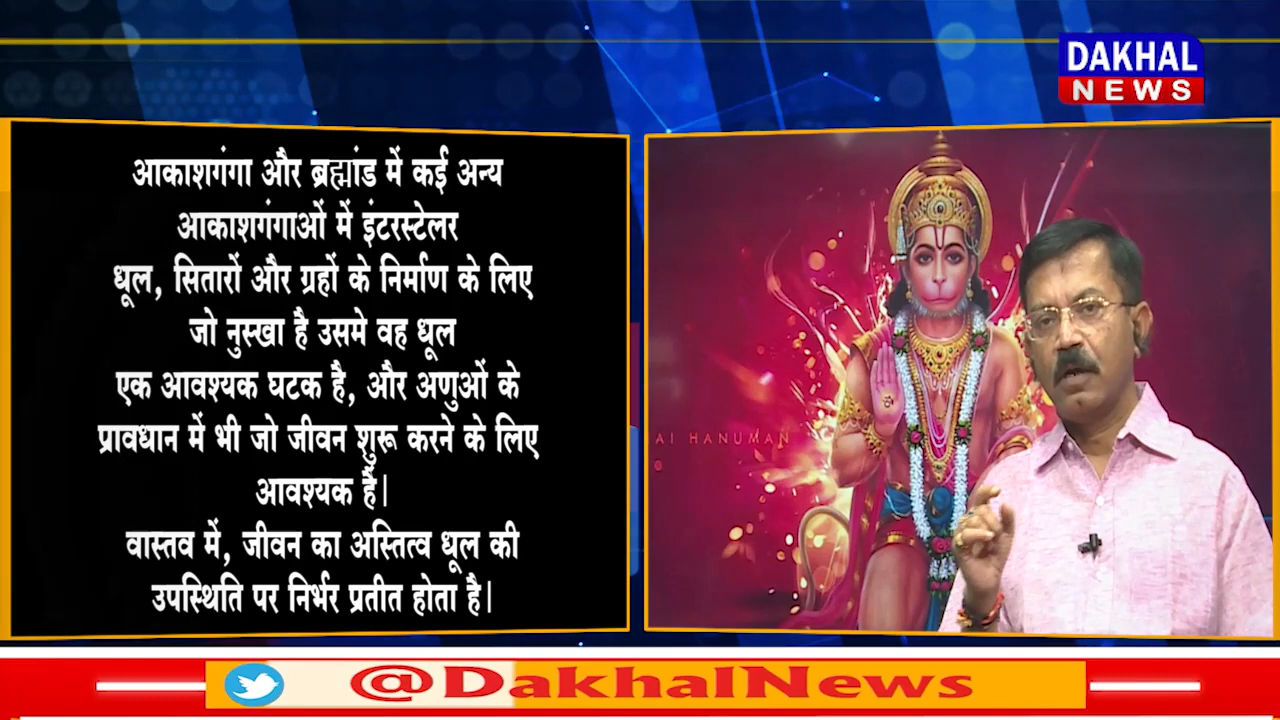 DAKHAL
NEWS
आकाशगंगा और ब्रह्मांड में कई अन्य
आकाशगंगाओं में इंटरस्टेलर
धूल, सितारों और ग्रहों के निर्माण के लिए
जो नुस्खा है उसमे वह धूल
एक आवश्यक घटक है, और अणुओं के
प्रावधान में भी जो जीवन शुरू करने के लिए
आवश्यक हैं|
वास्तव में, जीवन का अस्तित्व धूल की
उपस्थिति पर निर्भर प्रतीत होता है|
AI HANUMAN
@DakhalNews